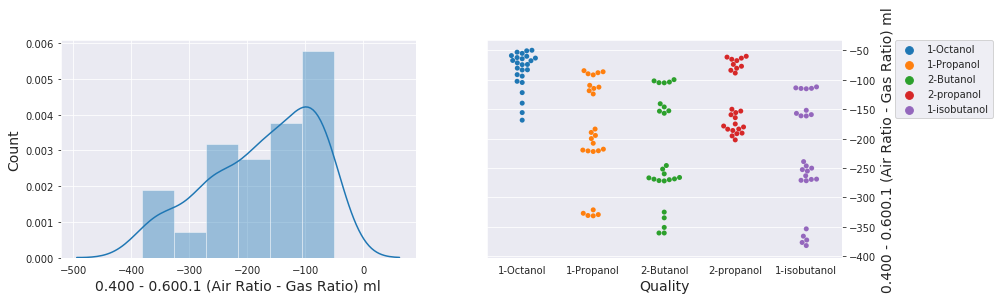 0.006
0.005
0.004
0.003
0.002
0.001
0.000
Count
−500
−400
−300
−200
−100
0
0.400 - 0.600.1 (Air Ratio - Gas Ratio) ml
1-Octanol
1-Propanol
2-Butanol
2-propanol
1-isobutanol
Quality
−50
−100
−150
−200
−250
−300
−350
−400
0.400 - 0.600.1 (Air Ratio - Gas Ratio) ml
1-Octanol
1-Propanol
2-Butanol
2-propanol
1-isobutanol